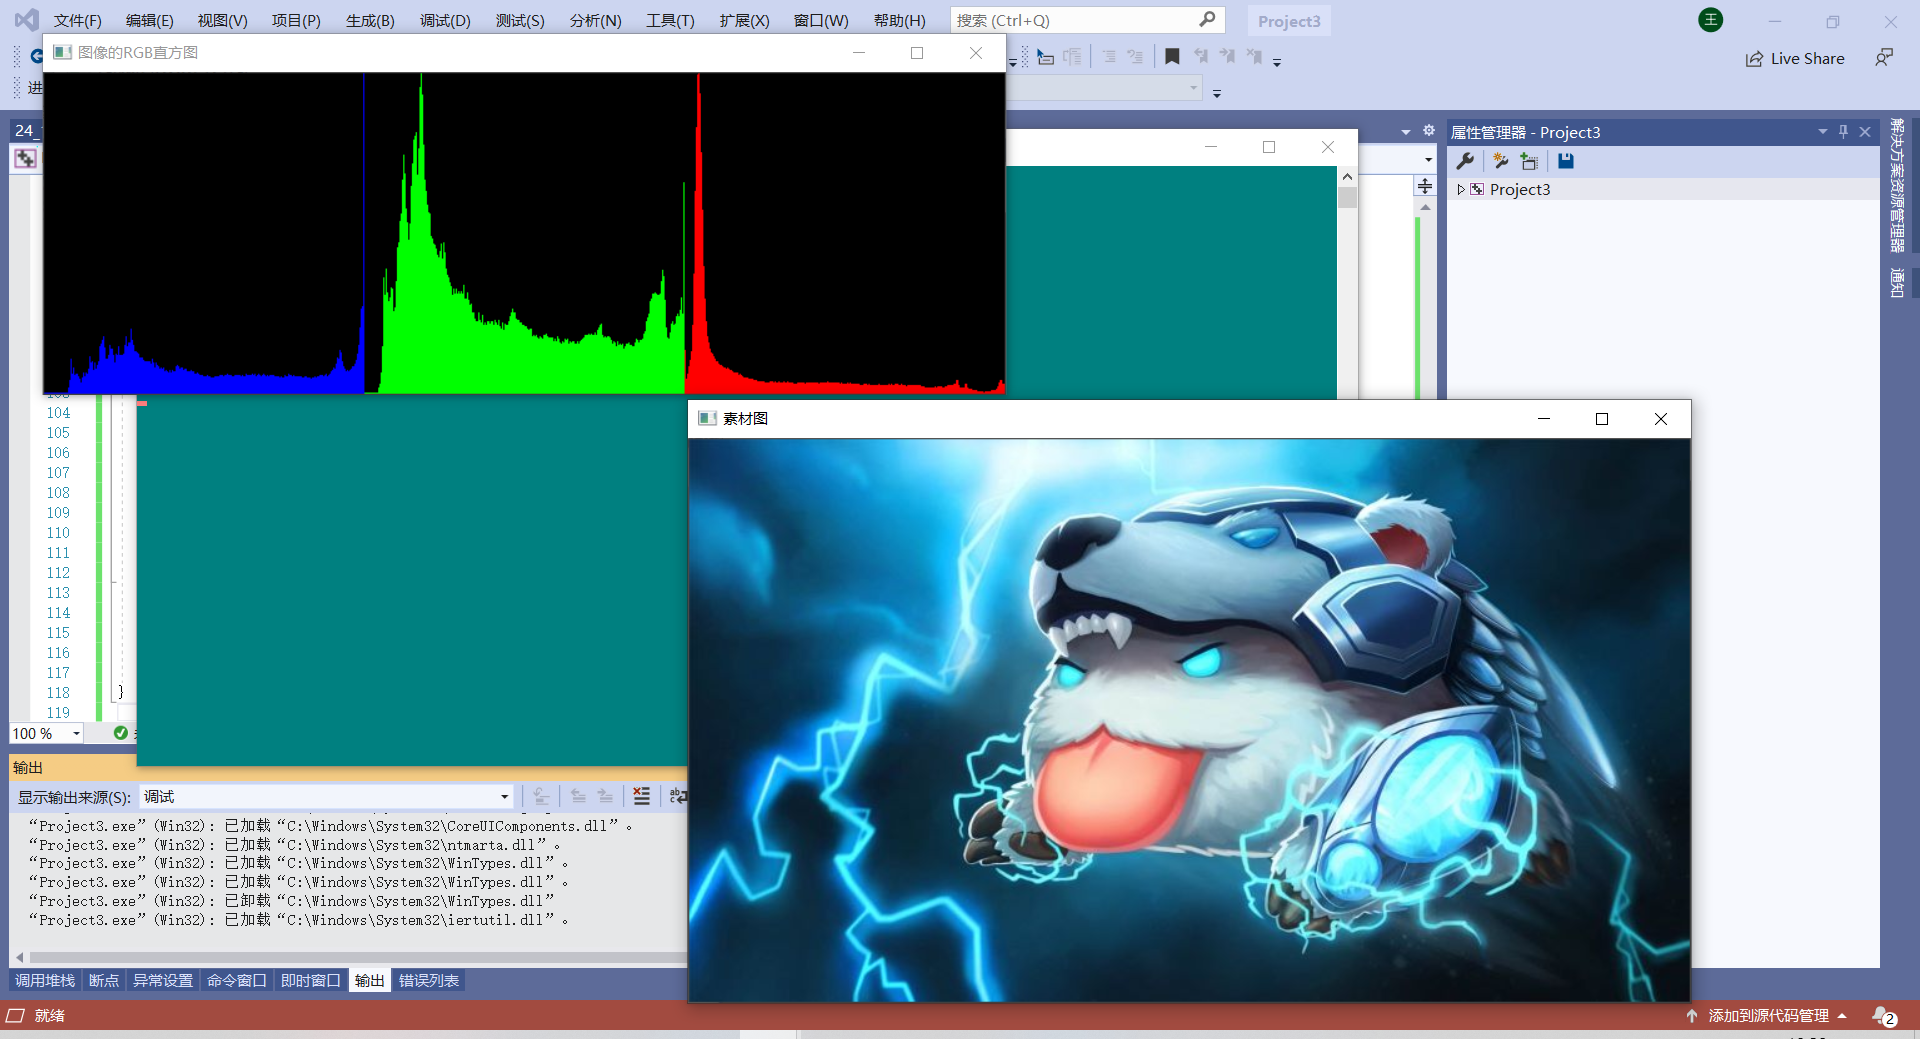 文件(F) 编辑(E) 视图(V) 项目(P) 生成(B) 调试(D) 测试(S) 分析(N) 工具(T) 扩展(X) 窗口(W) 帮助(H) 搜索 (Ctrl+Q) Project3 王
图像的RGB直方图
Live Share
进
24_
属性管理器 - Project3
Project3
解决方案资源管理器
通知
104
素材图
105
106
107
108
109
110
111
112
113
114
115
116
117
118 }
119
100 %
输出
显示输出来源(S): 调试
“Project3.exe”(Win32): 已加载“C:\Windows\System32\CoreUIComponents.dll”。
“Project3.exe”(Win32): 已加载“C:\Windows\System32\ntmarta.dll”。
“Project3.exe”(Win32): 已加载“C:\Windows\System32\WinTypes.dll”。
“Project3.exe”(Win32): 已加载“C:\Windows\System32\WinTypes.dll”。
“Project3.exe”(Win32): 已卸载“C:\Windows\System32\WinTypes.dll”
“Project3.exe”(Win32): 已加载“C:\Windows\System32\iertutil.dll”。
调用堆栈 断点 异常设置 命令窗口 即时窗口 输出 错误列表
就绪 添加到源代码管理 2